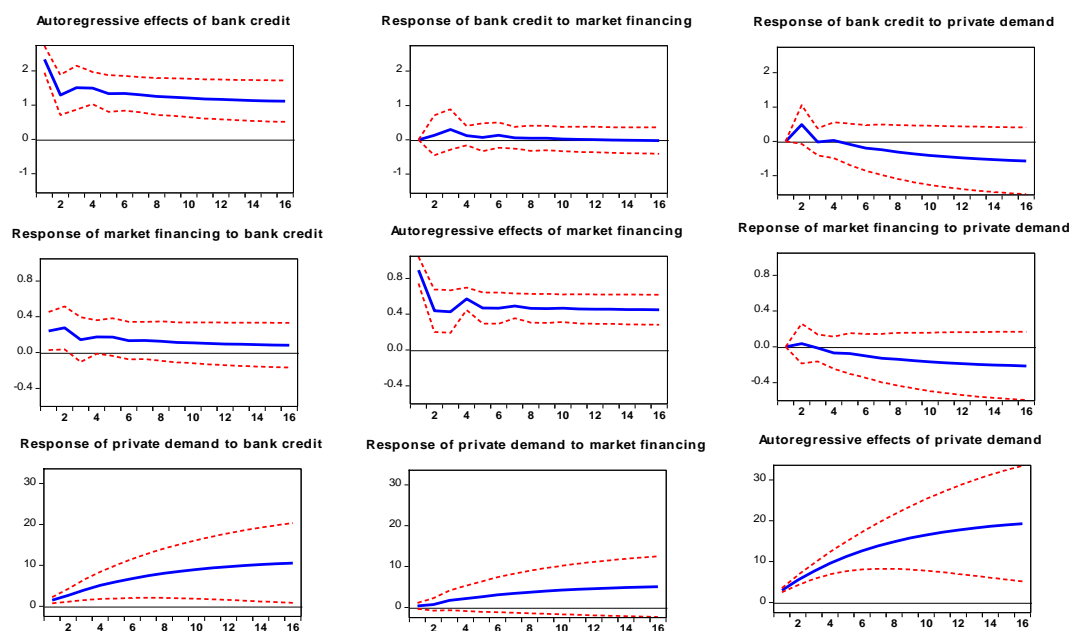 Autoregressive effects of bank credit
2
1
0
-1
2 4 6 8 10 12 14 16
Response of bank credit to market financing
2
1
0
-1
2 4 6 8 10 12 14 16
Response of bank credit to private demand
2
1
0
-1
2 4 6 8 10 12 14 16
Response of market financing to bank credit
0.8
0.4
0.0
-0.4
2 4 6 8 10 12 14 16
Autoregressive effects of market financing
0.8
0.4
0.0
-0.4
2 4 6 8 10 12 14 16
Reponse of market financing to private demand
0.8
0.4
0.0
-0.4
2 4 6 8 10 12 14 16
Response of private demand to bank credit
30
20
10
0
2 4 6 8 10 12 14 16
Response of private demand to market financing
30
20
10
0
2 4 6 8 10 12 14 16
Autoregressive effects of private demand
30
20
10
0
2 4 6 8 10 12 14 16